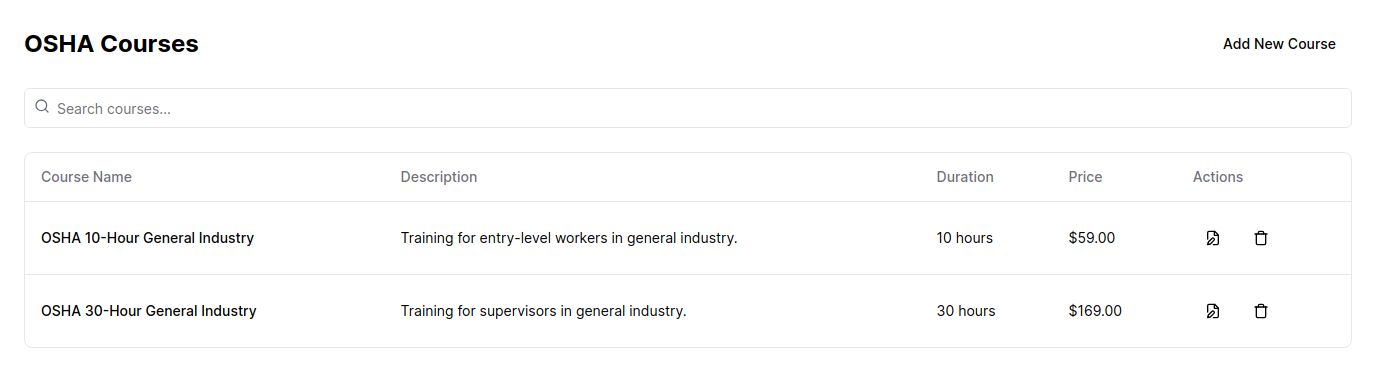 OSHA Courses
Add New Course
Search courses...
Course Name Description Duration Price Actions
OSHA 10-Hour General Industry Training for entry-level workers in general industry. 10 hours $59.00
OSHA 30-Hour General Industry Training for supervisors in general industry. 30 hours $169.00